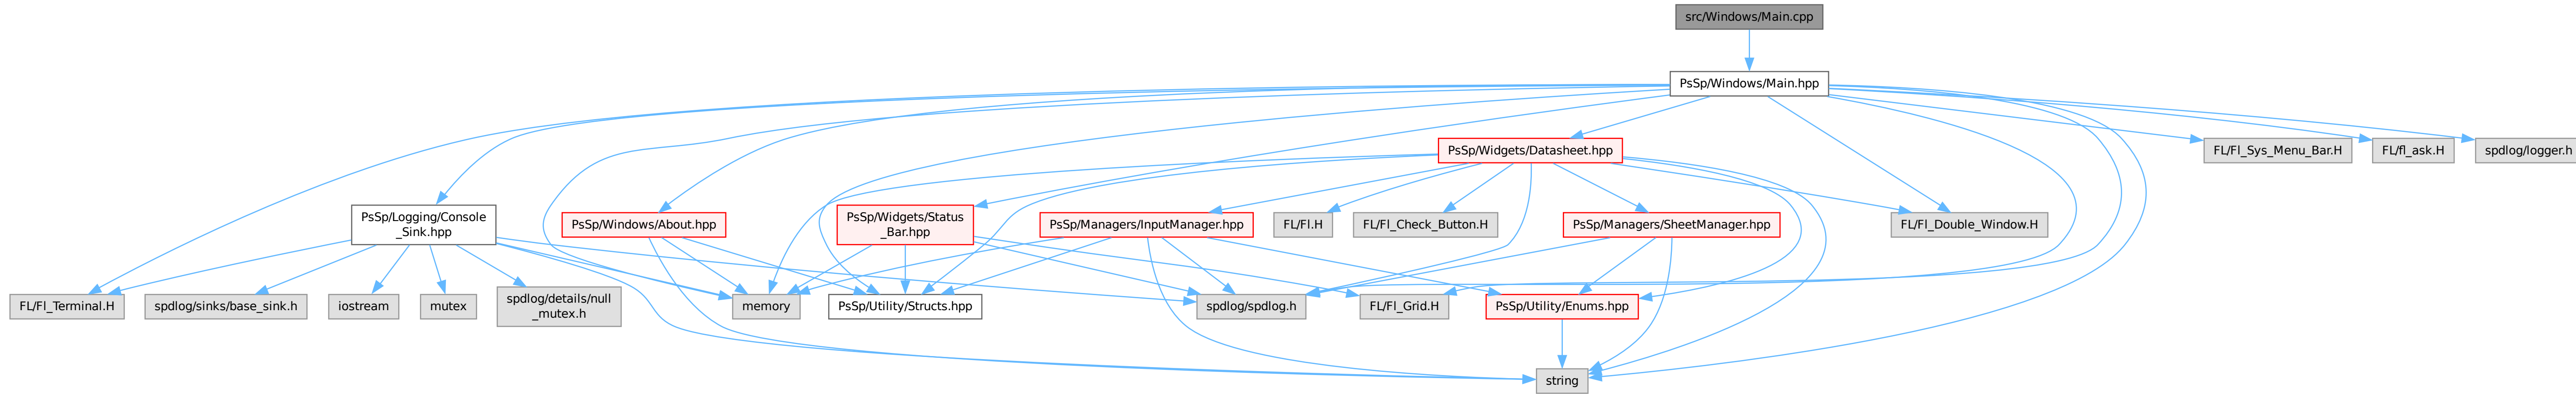 src/Windows/Main.cpp
PsSp/Windows/Main.hpp
PsSp/Widgets/Datasheet.hpp
FL/Fl_Sys_Menu_Bar.H
FL/fl_ask.H
spdlog/logger.h
PsSp/Logging/Console
_Sink.hpp
PsSp/Windows/About.hpp
PsSp/Widgets/Status
_Bar.hpp
PsSp/Managers/InputManager.hpp
FL/Fl.H
FL/Fl_Check_Button.H
PsSp/Managers/SheetManager.hpp
FL/Fl_Double_Window.H
FL/Fl_Terminal.H
spdlog/sinks/base_sink.h
iostream
mutex
spdlog/details/null
_mutex.h
memory
PsSp/Utility/Structs.hpp
spdlog/spdlog.h
FL/Fl_Grid.H
PsSp/Utility/Enums.hpp
string